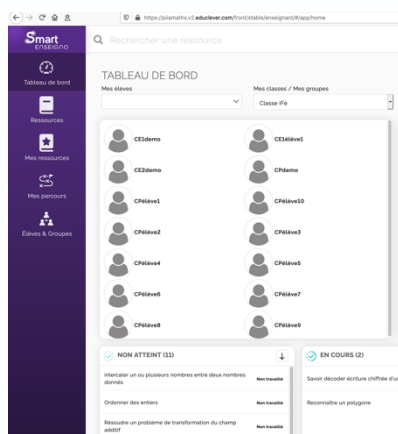 https://piiamaths.v2.educlever.com/front/stable/enseignant/#/app/home
Smart
ENSEIGNO
Rechercher une ressource
Tableau de bord
Ressources
Mes ressources
Mes parcours
Élèves & Groupes
TABLEAU DE BORD
Mes élèves
Mes classes / Mes groupes
Classe IFé
CE1demo
CE1élève1
CE2demo
CPdemo
CPélève1
CPélève10
CPélève2
CPélève3
CPélève4
CPélève5
CPélève6
CPélève7
CPélève8
CPélève9
NON ATTEINT (11)
EN COURS (2)
Intercaler un ou plusieurs nombres entre deux nombres
donnés
Non travaillé
Savoir décoder écriture chiffrée d'un
Ordonner des entiers
Non travaillé
Reconnaître un polygone
Résoudre un problème de transformation du champ
additif
Non travaillé